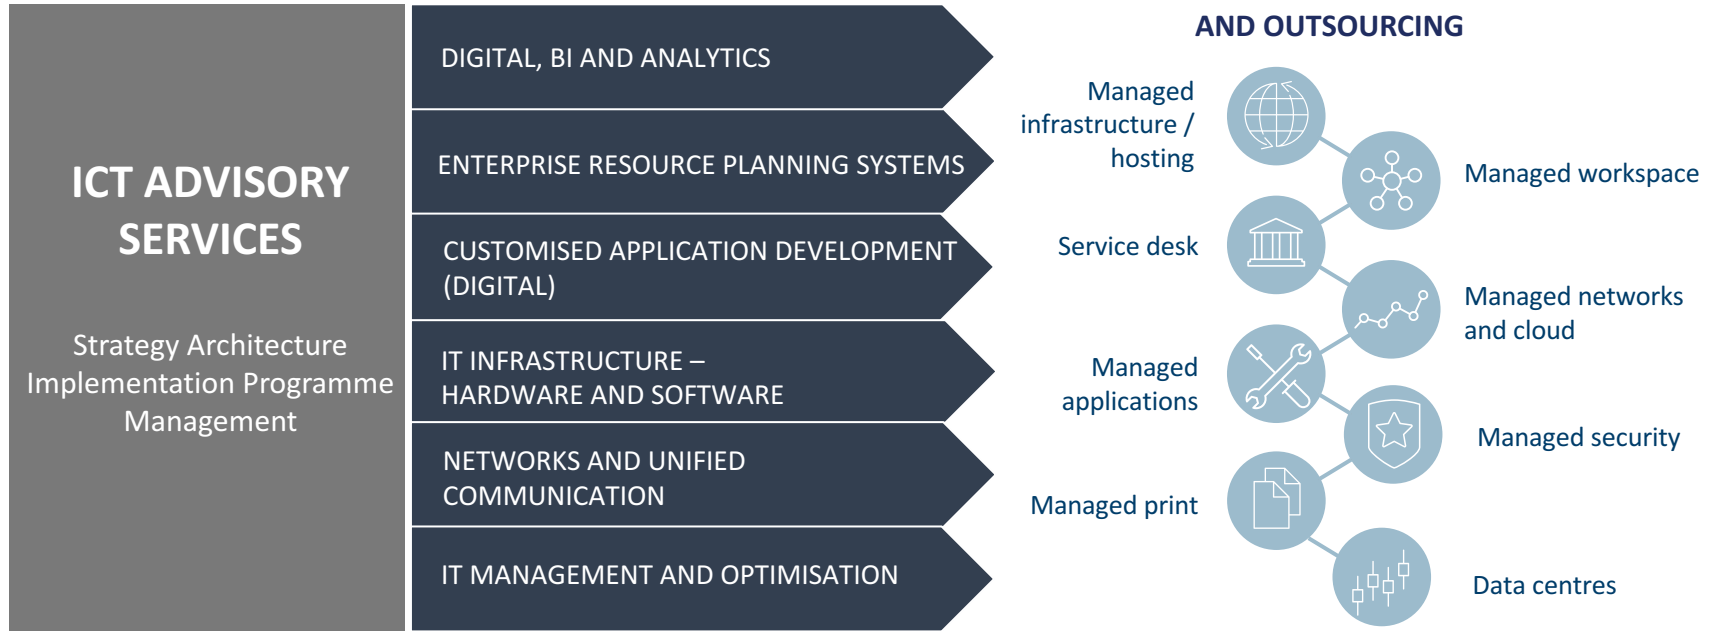 ICT ADVISORY
SERVICES
Strategy Architecture
Implementation Programme
Management
DIGITAL, BI AND ANALYTICS
ENTERPRISE RESOURCE PLANNING SYSTEMS
CUSTOMISED APPLICATION DEVELOPMENT
(DIGITAL)
IT INFRASTRUCTURE –
HARDWARE AND SOFTWARE
NETWORKS AND UNIFIED
COMMUNICATION
IT MANAGEMENT AND OPTIMISATION
AND OUTSOURCING
Managed
infrastructure /
hosting
Managed workspace
Service desk
Managed networks
and cloud
Managed
applications
Managed security
Managed print
Data centres